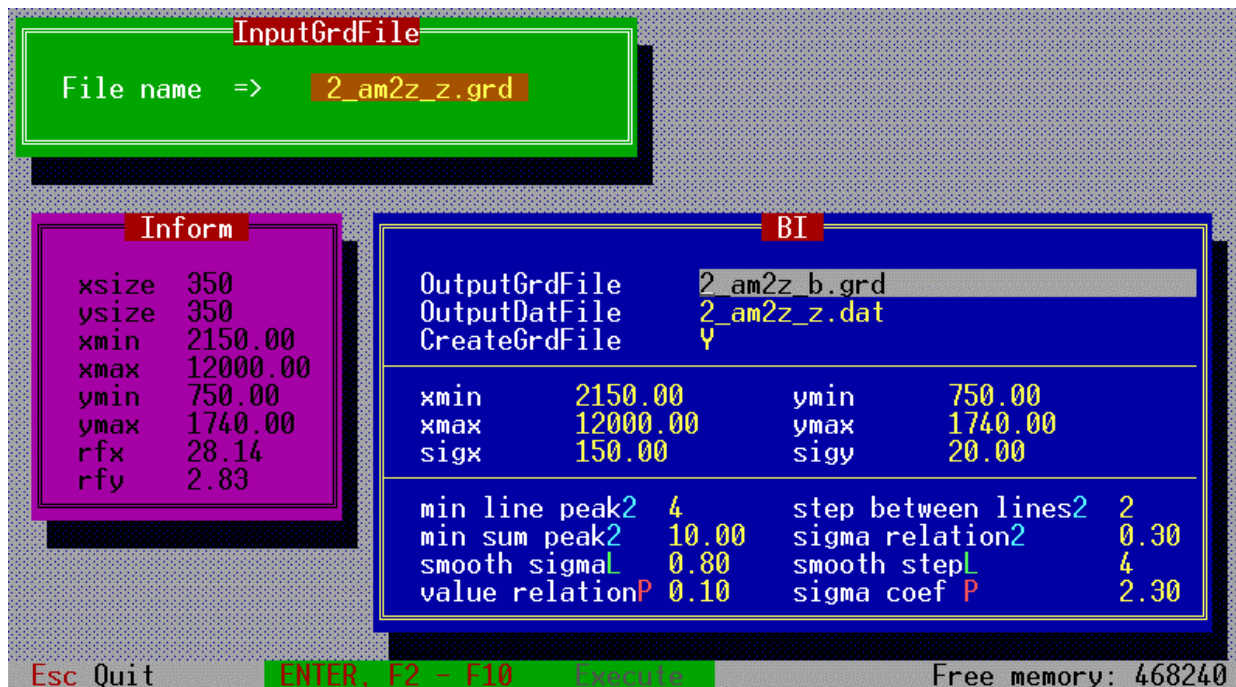 InputGrdFile
File name => 2_am2z_z.grd
Inform
xsize 350
ysize 350
xmin 2150.00
xmax 12000.00
ymin 750.00
ymax 1740.00
rfx 28.14
rfy 2.83
BI
OutputGrdFile 2_am2z_b.grd
OutputDatFile 2_am2z_z.dat
CreateGrdFile Y
xmin 2150.00 ymin 750.00
xmax 12000.00 ymax 1740.00
sigx 150.00 sigy 20.00
min line peak2 4 step between lines2 2
min sum peak2 10.00 sigma relation2 0.30
smooth sigmaL 0.80 smooth stepL 4
value relationP 0.10 sigma coef P 2.30
Esc Quit ENTER, F2 - F10 Execute Free memory: 468240